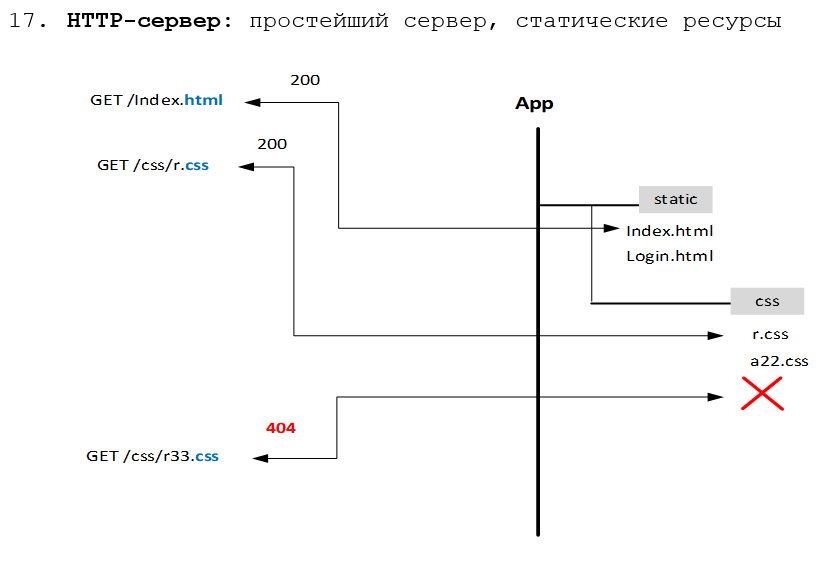 17. HTTP-сервер: простейший сервер, статические ресурсы
200
GET /Index.html
App
200
GET /css/r.css
static
Index.html
Login.html
css
r.css
a22.css
404
GET /css/r33.css